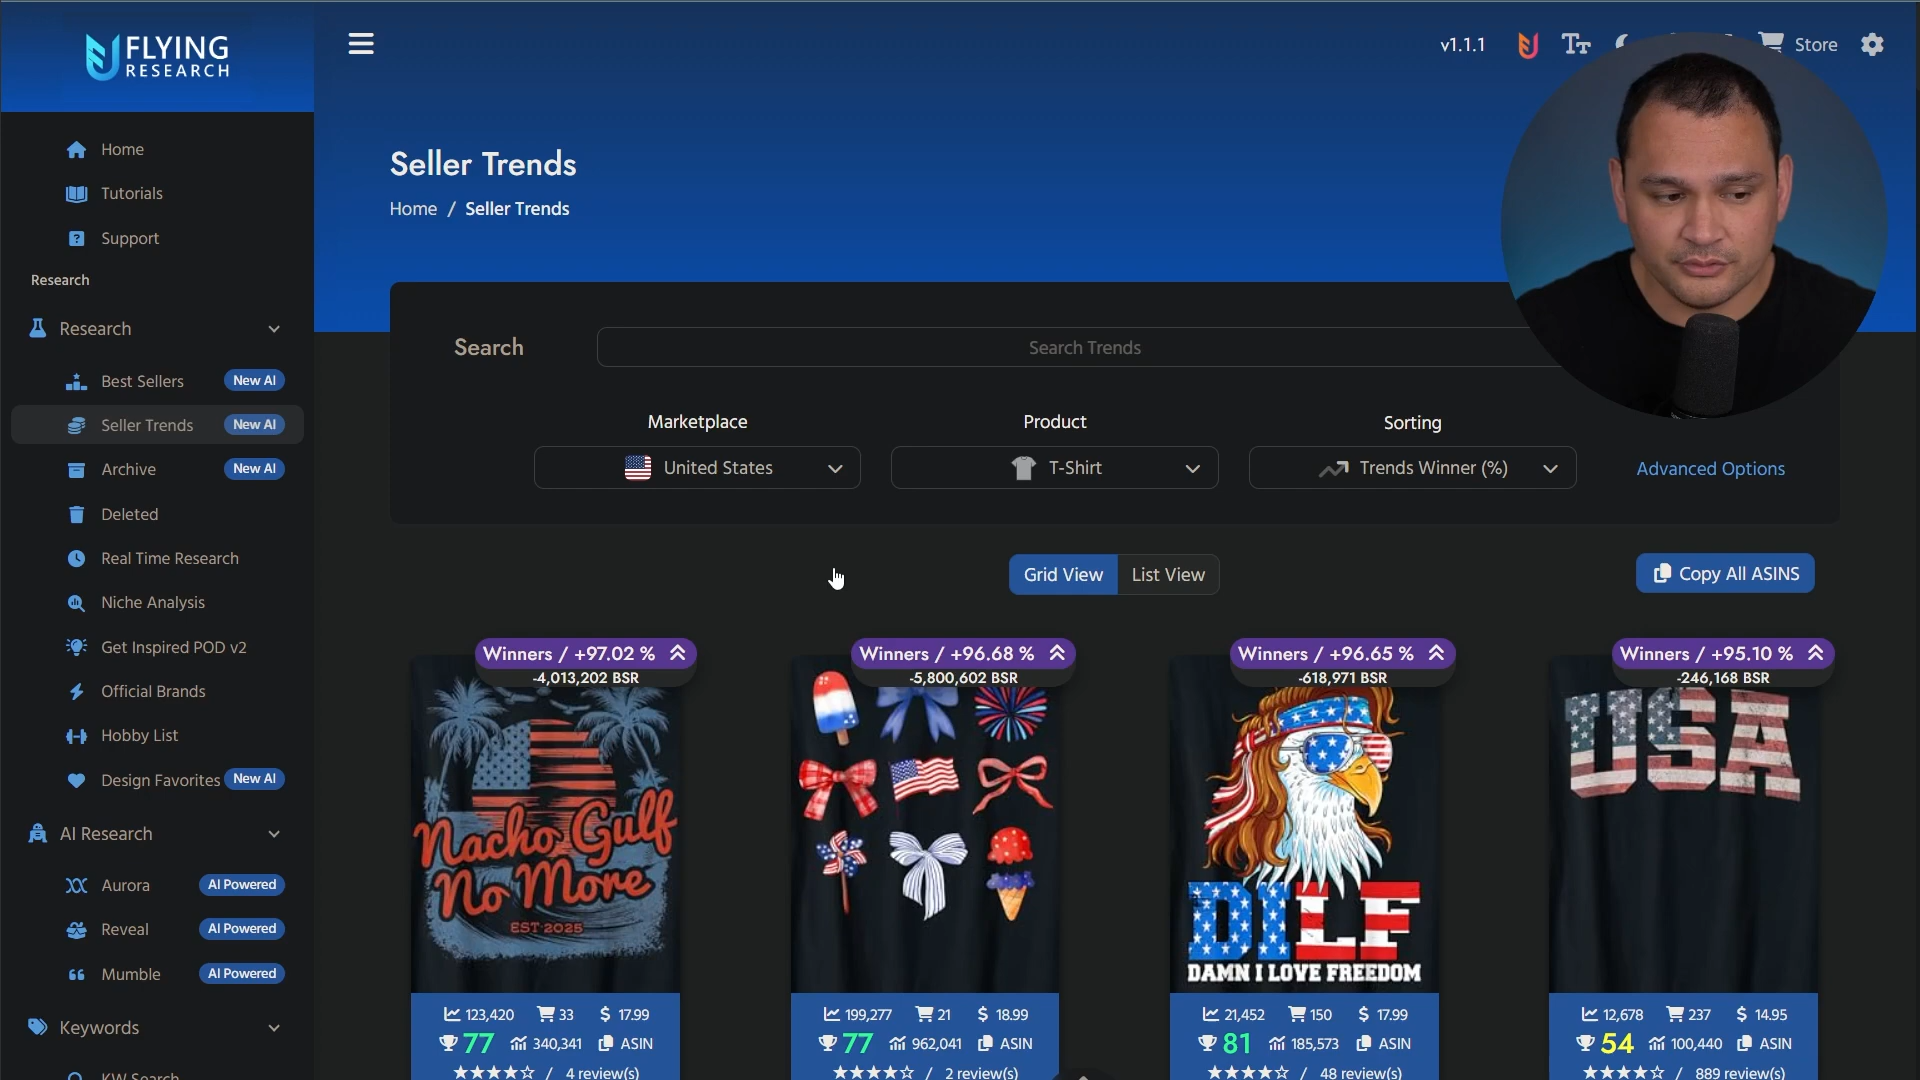 FLYING
RESEARCH
v1.1.1
Store
Home
Tutorials
Support
Research
Research
Best Sellers New AI
Seller Trends New AI
Archive New AI
Deleted
Real Time Research
Niche Analysis
Get Inspired POD v2
Official Brands
Hobby List
Design Favorites New AI
AI Research
Aurora AI Powered
Reveal AI Powered
Mumble AI Powered
Keywords
KW Search
Seller Trends
Home / Seller Trends
Search Search Trends
Marketplace Product Sorting
United States T-Shirt Trends Winner (%) Advanced Options
Grid View List View Copy All ASINS
Winners / +97.02 %
-4,013,202 BSR
Nacho Gulf
No More
EST 2025
123,420 33 $ 17.99
77 340,341 ASIN
/ 4 review(s)
Winners / +96.68 %
-5,800,602 BSR
199,277 21 $ 18.99
77 962,041 ASIN
/ 2 review(s)
Winners / +96.65 %
-618,971 BSR
DILF
DAMN I LOVE FREEDOM
21,452 150 $ 17.99
81 185,573 ASIN
/ 48 review(s)
Winners / +95.10 %
-246,168 BSR
USA
12,678 237 $ 14.95
54 100,440 ASIN
/ 889 review(s)